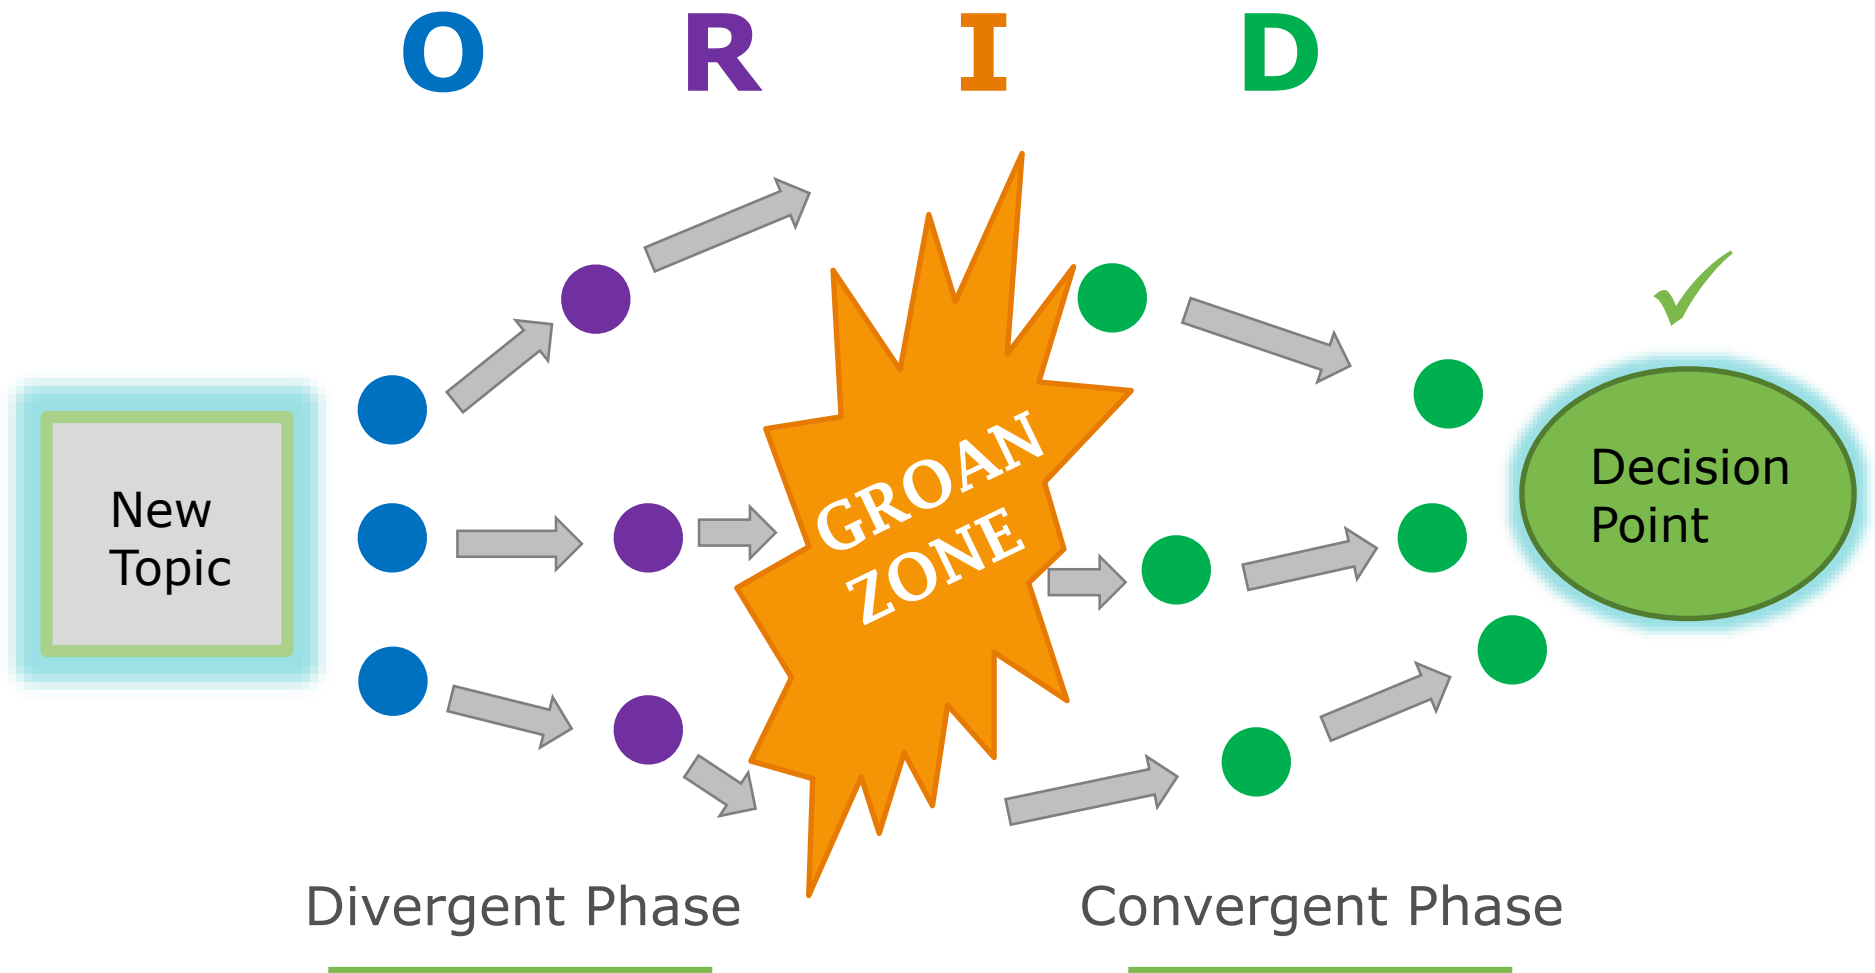 O R I D
New
Topic
GROAN
ZONE
Decision
Point
Divergent Phase
Convergent Phase